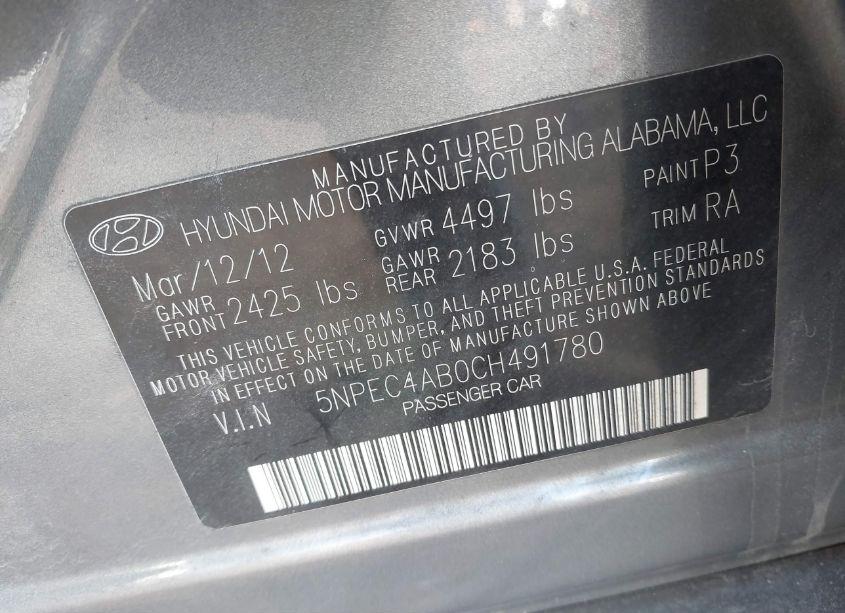 MANUFACTURED BY
HYUNDAI MOTOR MANUFACTURING ALABAMA, LLC
Mar/12/12 GVWR 4497 lbs PAINT P3
GAWR FRONT 2425 lbs GAWR REAR 2183 lbs TRIM RA
THIS VEHICLE CONFORMS TO ALL APPLICABLE U.S.A. FEDERAL
MOTOR VEHICLE SAFETY, BUMPER, AND THEFT PREVENTION STANDARDS
IN EFFECT ON THE DATE OF MANUFACTURE SHOWN ABOVE
V.I.N 5NPEC4AB0CH491780
PASSENGER CAR